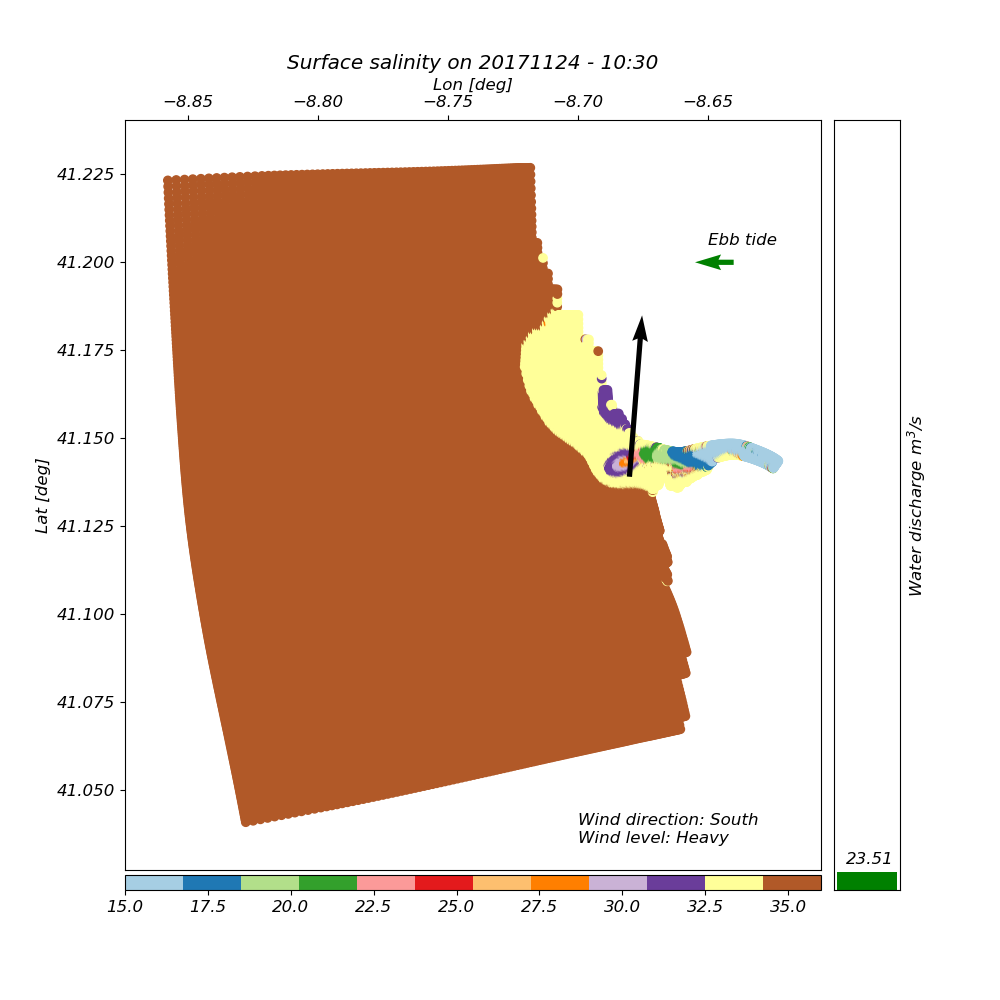 Surface salinity on 20171124 - 10:30
Lon [deg]
−8.85 −8.80 −8.75 −8.70 −8.65
41.225
41.200
41.175
41.150
41.125
41.100
41.075
41.050
Lat [deg]
Ebb tide
Wind direction: South
Wind level: Heavy
Water discharge m³/s
23.51
15.0 17.5 20.0 22.5 25.0 27.5 30.0 32.5 35.0